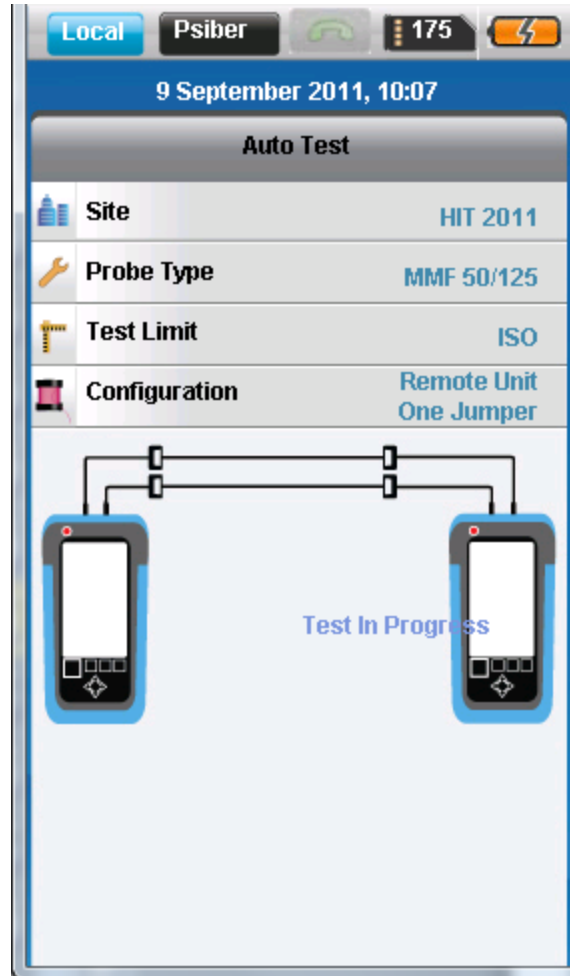 Local Psiber 175
9 September 2011, 10:07
Auto Test
Site HIT 2011
Probe Type MMF 50/125
Test Limit ISO
Configuration Remote Unit
One Jumper
Test In Progress